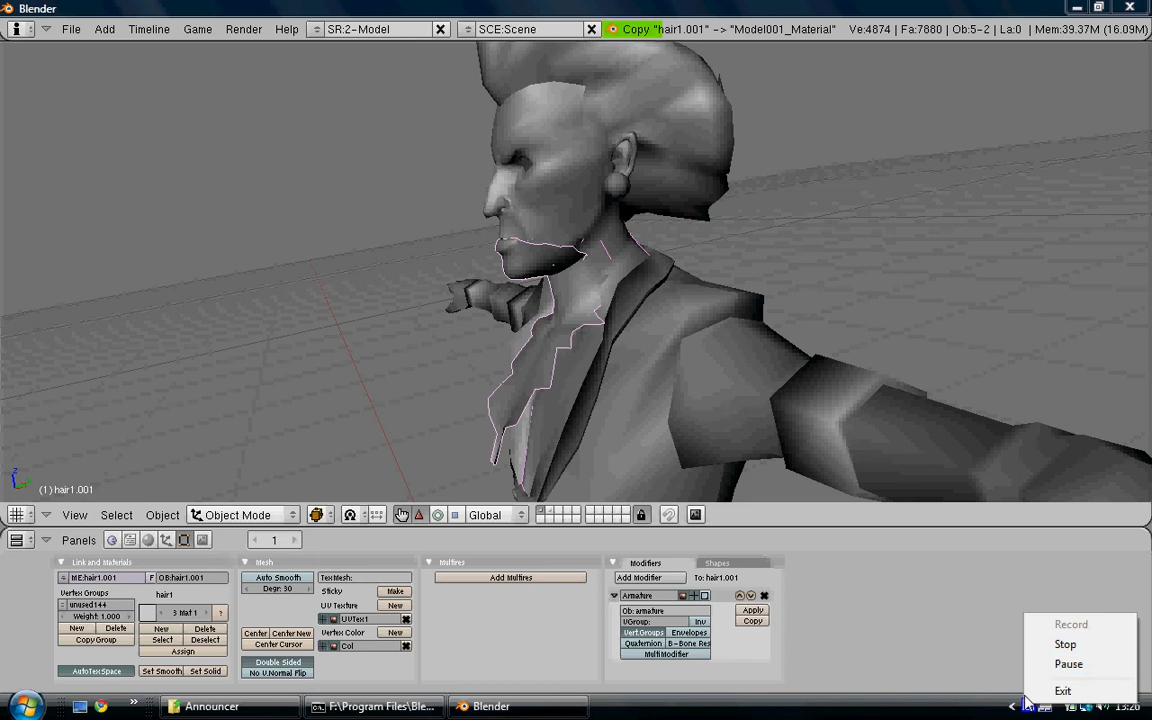 Blender
File Add Timeline Game Render Help SR:2-Model SCE:Scene Copy "hair1.001" -> "Model001_Material" Ve:4874 | Fa:7880 | Ob:5-2 | La:0 | Mem:39.37M (16.09M)
z
(1) hair1.001
View Select Object Object Mode Global
Panels 1
Link and Materials Mesh Multires Modifiers Shapes
ME:hair1.001 F OB:hair1.001 Auto Smooth TexMesh: Add Multires Add Modifier To: hair1.001
Degr: 30 Sticky Make
Vertex Groups hair1 UV Texture New Armature
unused144 3 Mat 1 ? UVTex1 Ob: armature Apply
Weight: 1.000 Vertex Color New VGroup: Inv Copy
New Delete New Delete Center Center New Col Vert.Groups Envelopes
Copy Group Select Deselect Center Cursor Quaternion B-Bone Res
Assign MultiModifier
Double Sided
AutoTexSpace Set Smooth Set Solid No V.Normal Flip
Record
Stop
Pause
Exit
Announcer F:\Program Files\Ble... Blender 13:26